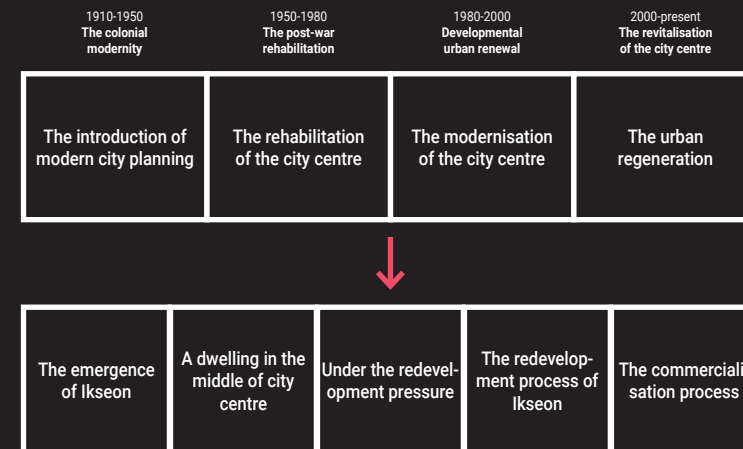 1910-1950
The colonial
modernity
1950-1980
The post-war
rehabilitation
1980-2000
Developmental
urban renewal
2000-present
The revitalisation
of the city centre
The introduction of
modern city planning
The rehabilitation
of the city centre
The modernisation
of the city centre
The urban
regeneration
The emergence
of Ikseon
A dwelling in the
middle of city
centre
Under the redevel-
opment pressure
The redevelop-
ment process of
Ikseon
The commerciali
sation process